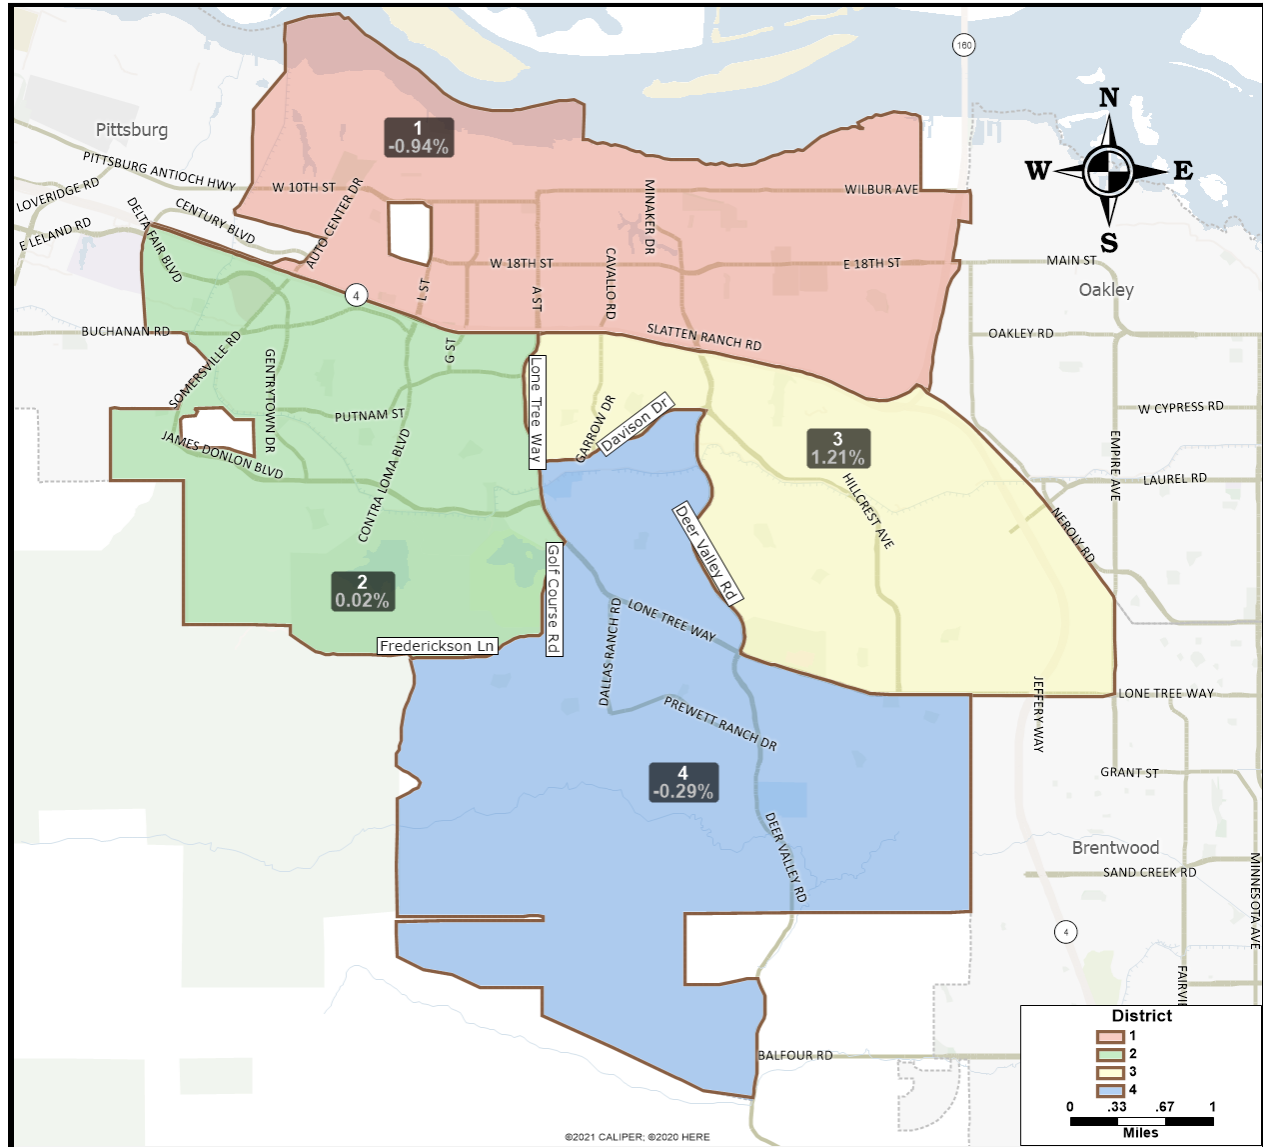 160
Pittsburg
1
-0.94%
N
W
E
S
PITTSBURG ANTIOCH HWY
W 10TH ST
WILBUR AVE
LOVERIDGE RD
CENTURY BLVD
DELTA FAIR BLVD
AUTO CENTER DR
MINAKER DR
E LELAND RD
W 18TH ST
CAVALLO RD
E 18TH ST
MAIN ST
Oakley
4
L ST
A ST
BUCHANAN RD
SLATTEN RANCH RD
OAKLEY RD
SOMERSVILLE RD
GENTRYTOWN DR
G ST
Lone Tree Way
GARROW DR
Davison Dr
PUTNAM ST
W CYPRESS RD
3
1.21%
JAMES DONLON BLVD
CONTRA LOMA BLVD
EMPIRE AVE
LAUREL RD
HILLCREST AVE
NEROLY RD
Deer Valley Rd
Golf Course Rd
2
0.02%
LONE TREE WAY
DALLAS RANCH RD
Frederickson Ln
JEFFERY WAY
LONE TREE WAY
PREWETT RANCH DR
4
-0.29%
GRANT ST
DEER VALLEY RD
Brentwood
SAND CREEK RD
MINNESOTA AVE
4
FAIRVIE
District
1
2
3
4
BALFOUR RD
0 .33 .67 1
Miles
©2021 CALIPER; ©2020 HERE